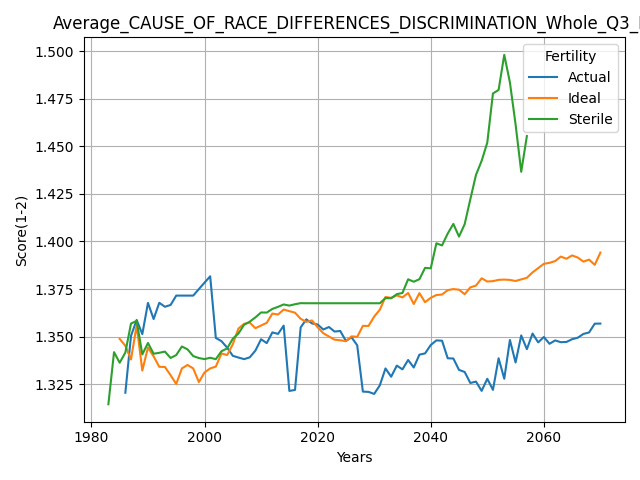 Average_CAUSE_OF_RACE_DIFFERENCES_DISCRIMINATION_Whole_Q3_
1.500
1.475
1.450
1.425
1.400
1.375
1.350
1.325
Score(1-2)
Fertility
Actual
Ideal
Sterile
1980 2000 2020 2040 2060
Years